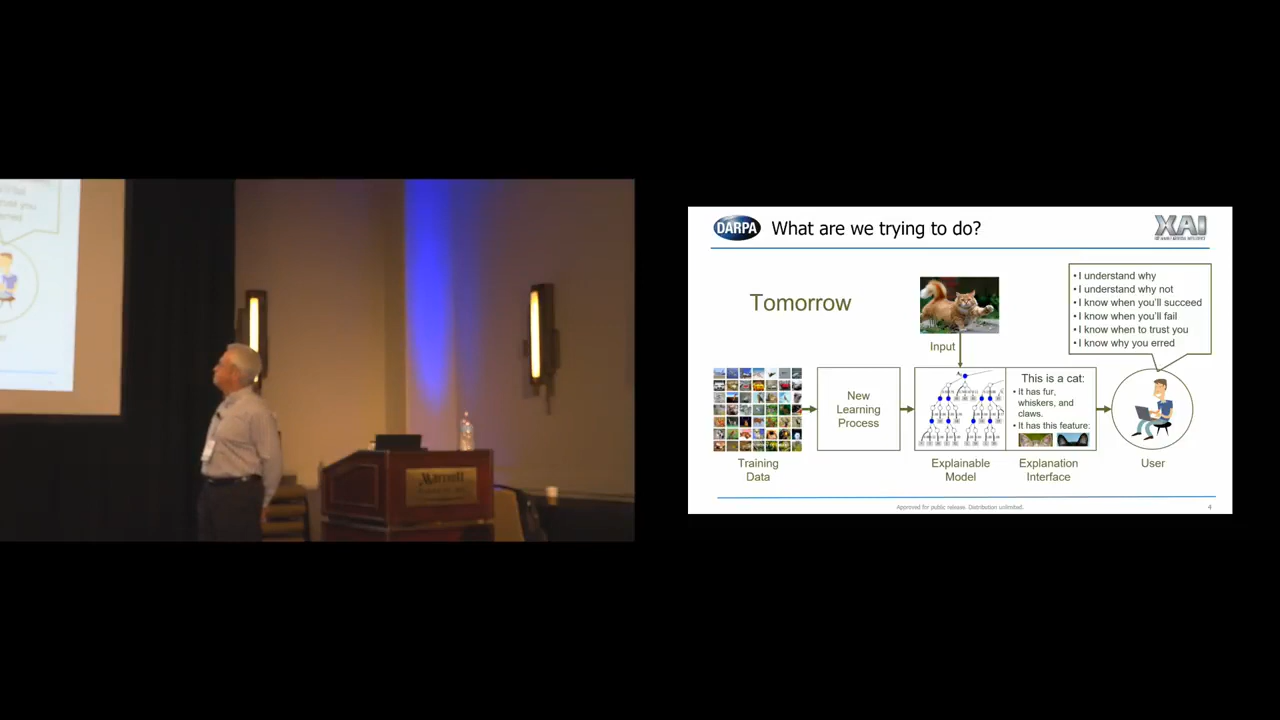 DARPA
What are we trying to do?
XAI
Tomorrow
Input
• I understand why
• I understand why not
• I know when you'll succeed
• I know when you'll fail
• I know when to trust you
• I know why you erred
New
Learning
Process
This is a cat:
• It has fur,
whiskers, and
claws.
• It has this feature:
Training
Data
Explainable
Model
Explanation
Interface
User
Approved for public release. Distribution unlimited.
4
Marriott